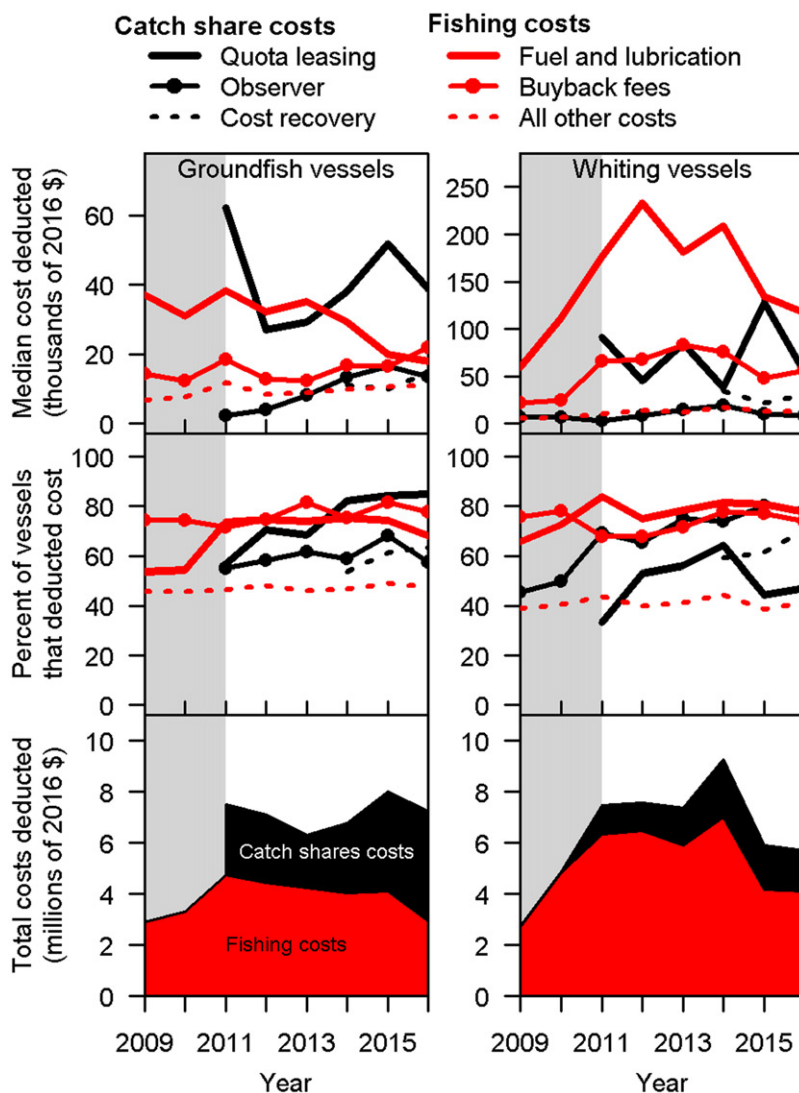 Catch share costs
Quota leasing
Observer
Cost recovery
Fishing costs
Fuel and lubrication
Buyback fees
All other costs
Median cost deducted
(thousands of 2016 $)
Groundfish vessels
60
40
20
0
Whiting vessels
250
200
150
100
50
0
Percent of vessels
that deducted cost
100
80
60
40
20
0
100
80
60
40
20
0
Total costs deducted
(millions of 2016 $)
10
8
6
4
2
0
Catch shares costs
Fishing costs
10
8
6
4
2
0
2009 2011 2013 2015
Year
2009 2011 2013 2015
Year